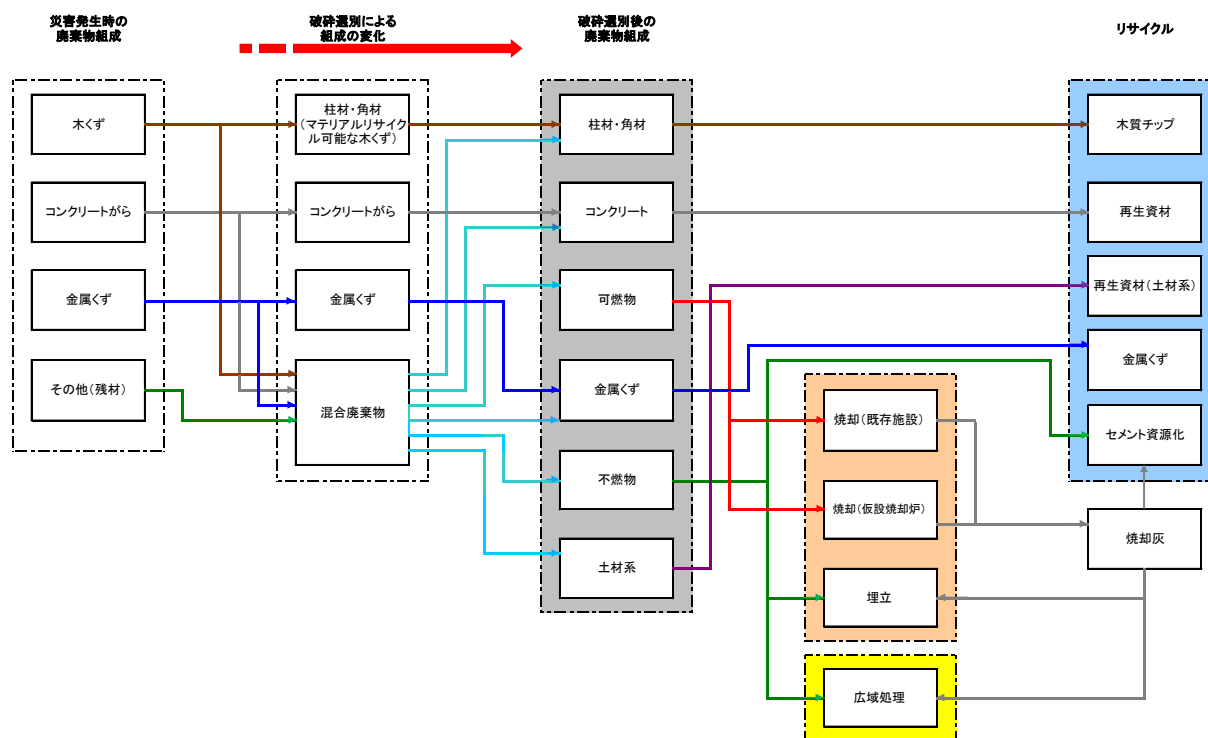 災害発生時の
廃棄物組成
破砕選別による
組成の変化
破砕選別後の
廃棄物組成
リサイクル
木くず
コンクリートがら
金属くず
その他(残材)
柱材・角材
(マテリアルリサイク
ル可能な木くず)
コンクリートがら
金属くず
混合廃棄物
柱材・角材
コンクリート
可燃物
金属くず
不燃物
土材系
焼却(既存施設)
焼却(仮設焼却炉)
埋立
広域処理
木質チップ
再生資材
再生資材(土材系)
金属くず
セメント資源化
焼却灰